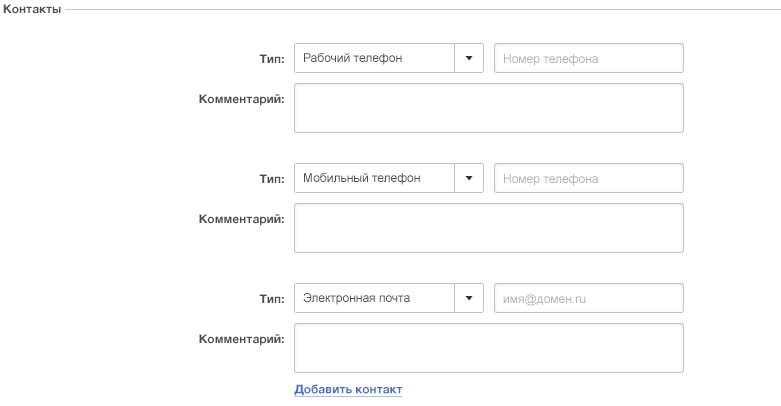 Контакты
Тип: Рабочий телефон Номер телефона
Комментарий:
Тип: Мобильный телефон Номер телефона
Комментарий:
Тип: Электронная почта имя@домен.ru
Комментарий:
Добавить контакт